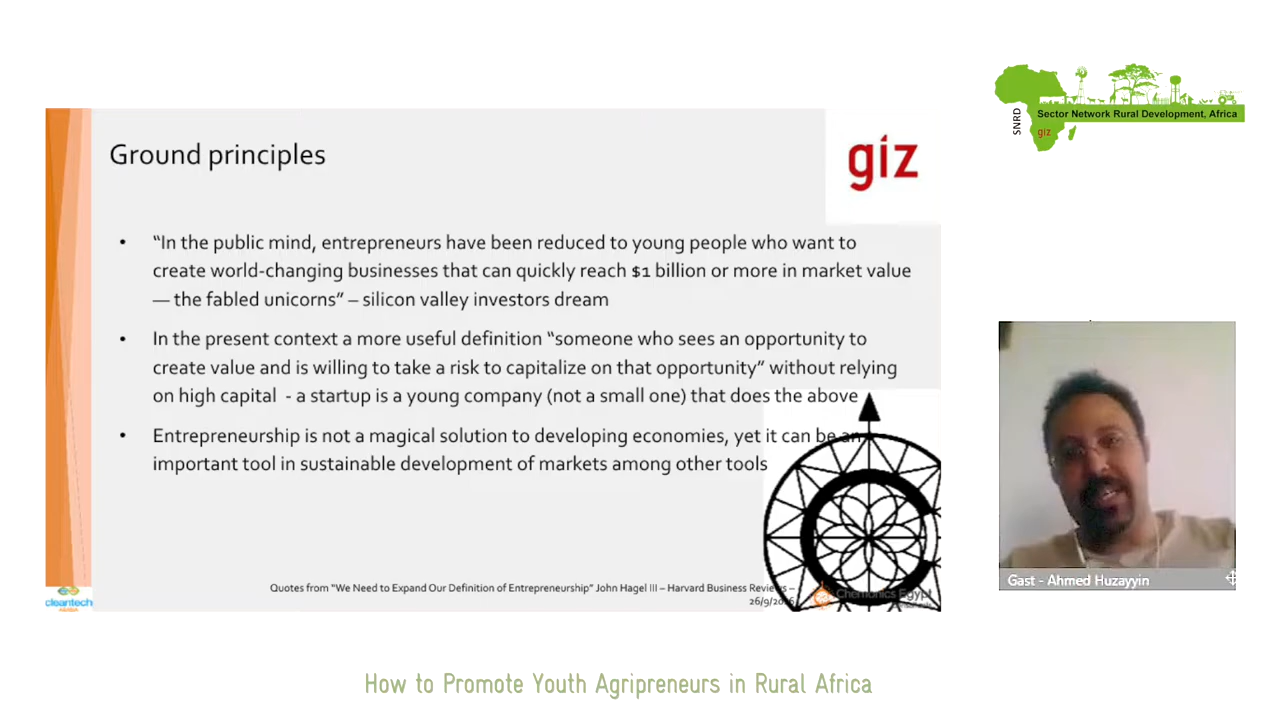 SNRD
Sector Network Rural Development, Africa
giz
Ground principles
giz
• "In the public mind, entrepreneurs have been reduced to young people who want to
create world-changing businesses that can quickly reach $1 billion or more in market value
— the fabled unicorns" – silicon valley investors dream
• In the present context a more useful definition "someone who sees an opportunity to
create value and is willing to take a risk to capitalize on that opportunity" without relying
on high capital - a startup is a young company (not a small one) that does the above
• Entrepreneurship is not a magical solution to developing economies, yet it can be an
important tool in sustainable development of markets among other tools
Gast - Ahmed Huzayyin
Quotes from "We Need to Expand Our Definition of Entrepreneurship" John Hagel III – Harvard Business Review –
cleantech
Chemonics Egypt
How to Promote Youth Agripreneurs in Rural Africa